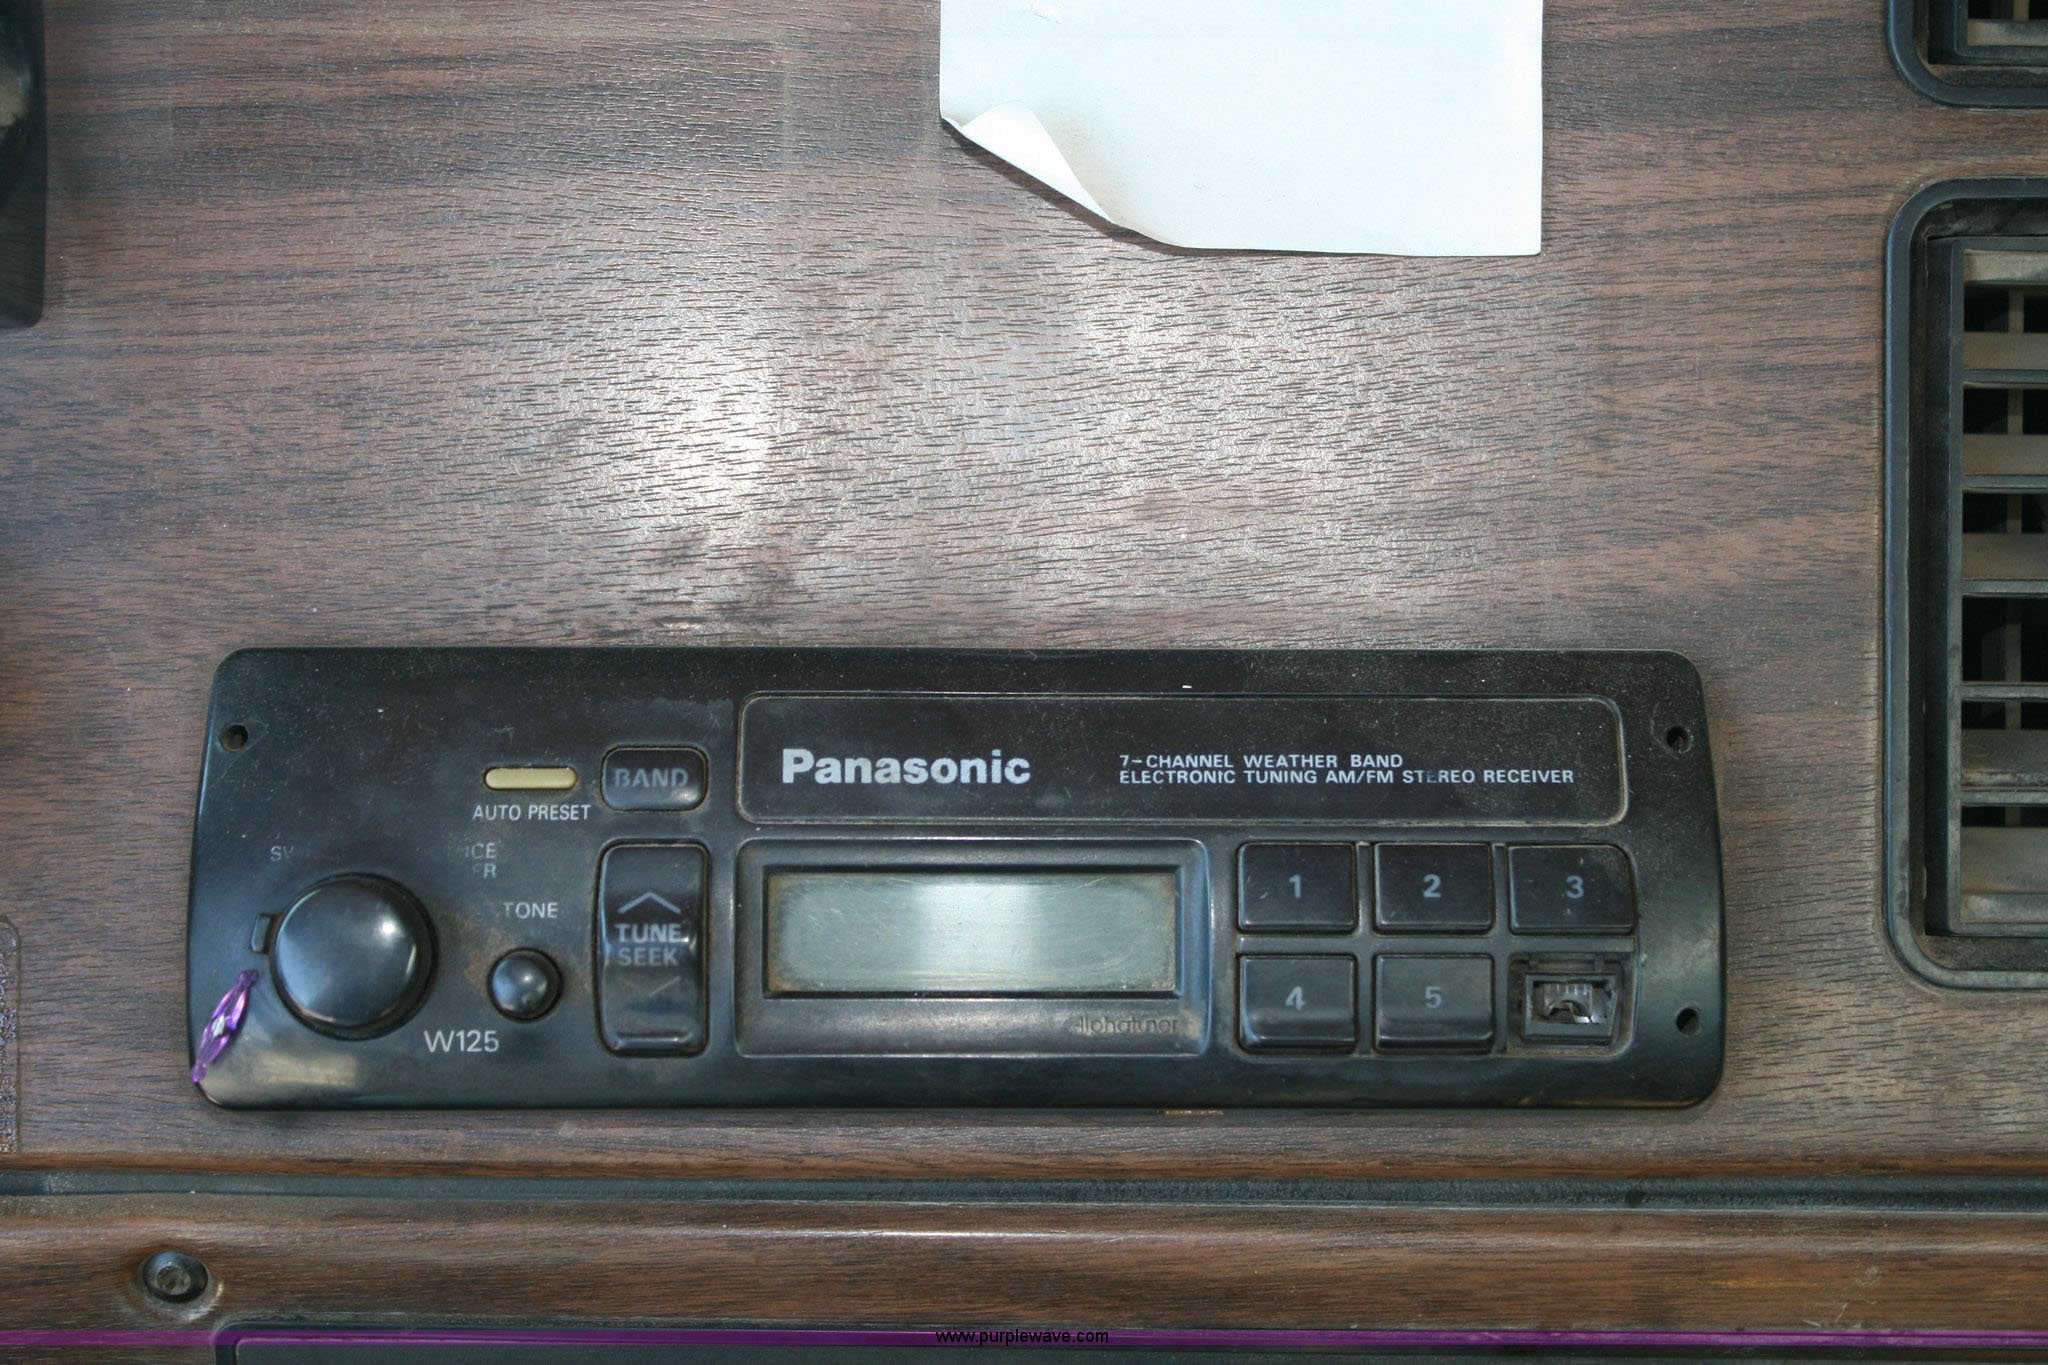 Panasonic
7-CHANNEL WEATHER BAND
ELECTRONIC TUNING AM/FM STEREO RECEIVER
BAND
AUTO PRESET
TONE
TUNE
SEEK
W125
1
2
3
4
5
www.purplewave.com